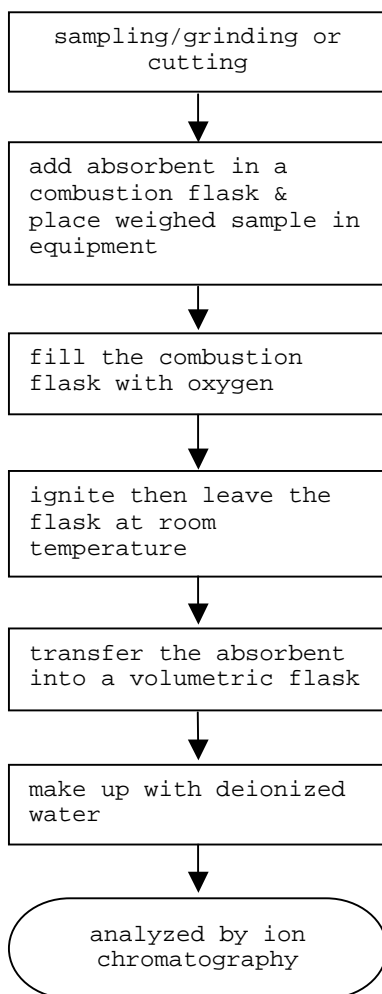 sampling/grinding or
cutting
add absorbent in a
combustion flask &
place weighed sample in
equipment
fill the combustion
flask with oxygen
ignite then leave the
flask at room
temperature
transfer the absorbent
into a volumetric flask
make up with deionized
water
analyzed by ion
chromatography